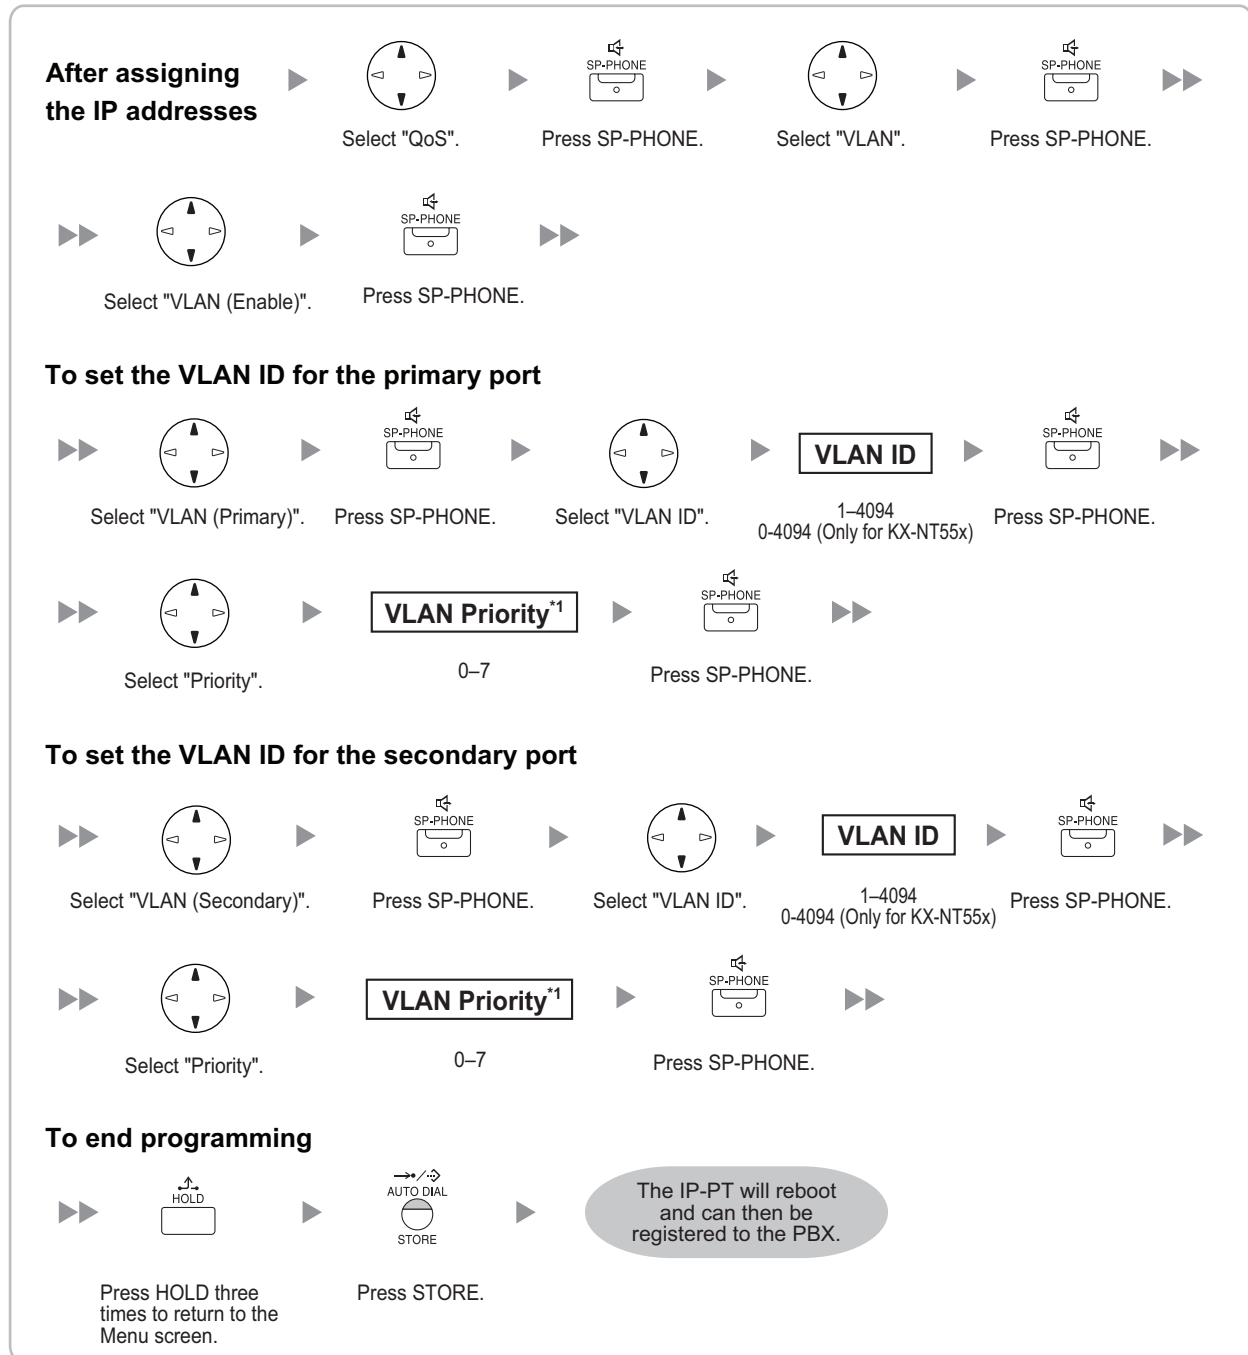 After assigning
the IP addresses
SP-PHONE
SP-PHONE
Select "QoS".
Press SP-PHONE.
Select "VLAN".
Press SP-PHONE.
SP-PHONE
Select "VLAN (Enable)".
Press SP-PHONE.
To set the VLAN ID for the primary port
SP-PHONE
VLAN ID
SP-PHONE
Select "VLAN (Primary)".
Press SP-PHONE.
Select "VLAN ID".
1–4094
0-4094 (Only for KX-NT55x)
Press SP-PHONE.
VLAN Priority*1
SP-PHONE
Select "Priority".
0–7
Press SP-PHONE.
To set the VLAN ID for the secondary port
SP-PHONE
VLAN ID
SP-PHONE
Select "VLAN (Secondary)".
Press SP-PHONE.
Select "VLAN ID".
1–4094
0-4094 (Only for KX-NT55x)
Press SP-PHONE.
VLAN Priority*1
SP-PHONE
Select "Priority".
0–7
Press SP-PHONE.
To end programming
HOLD
AUTO DIAL
STORE
The IP-PT will reboot
and can then be
registered to the PBX.
Press HOLD three
times to return to the
Menu screen.
Press STORE.